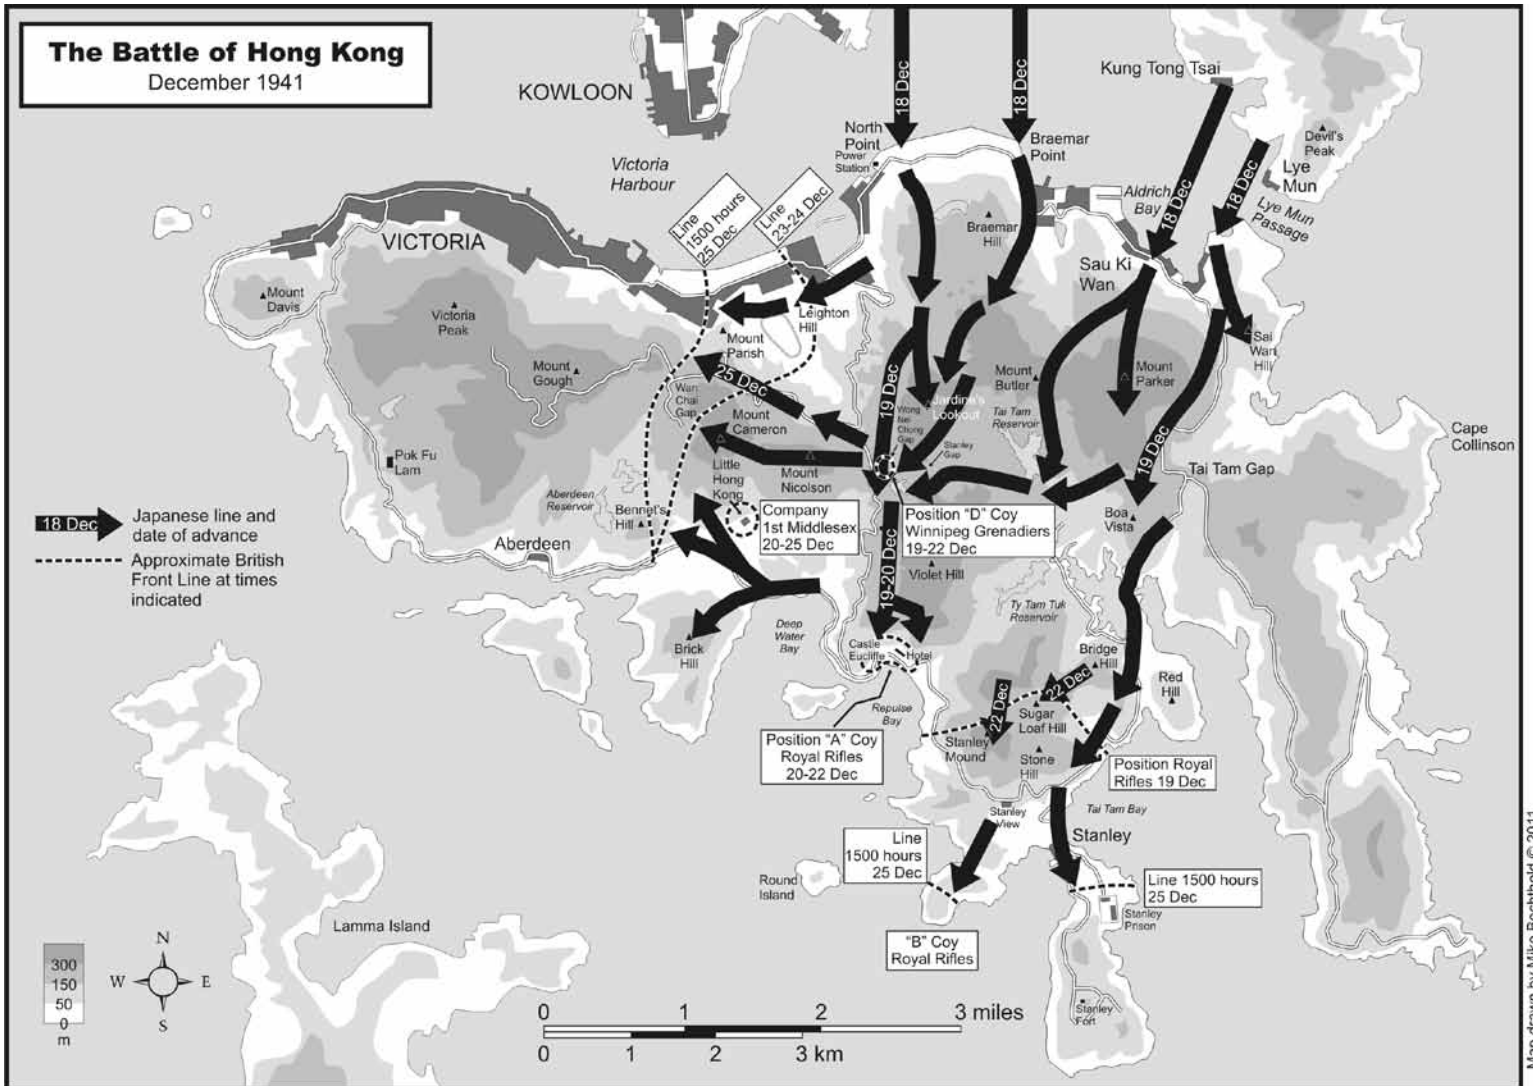 The Battle of Hong Kong
December 1941
KOWLOON
Kung Tong Tsai
Devil's
Peak
Lye
Mun
Lye Mun
Passage
18 Dec
18 Dec
18 Dec
18 Dec
North
Point
Power
Station
Braemar
Point
Aldrich
Bay
Victoria
Harbour
Line
1500 hours
25 Dec
Line
23-24 Dec
VICTORIA
Braemar
Hill
Sau Ki
Wan
Mount
Davis
Victoria
Peak
Mount
Gough
Leighton
Hill
Mount
Parish
Sai
Wan
Hill
Wan
Chai
Gap
25 Dec
Mount
Cameron
19 Dec
Wong
Nei
Chong
Gap
Jardine's
Lookout
Mount
Butler
Mount
Parker
Tai Tam
Reservoir
Stanley
Gap
19 Dec
Cape
Collinson
Tai Tam Gap
Pok Fu
Lam
Little
Hong
Kong
Mount
Nicolson
Aberdeen
Reservoir
Bennet's
Hill
Aberdeen
Company
1st Middlesex
20-25 Dec
Position "D" Coy
Winnipeg Grenadiers
19-22 Dec
Boa
Vista
18 Dec
Japanese line and
date of advance
Approximate British
Front Line at times
indicated
19-20 Dec
Violet Hill
Ty Tam Tuk
Reservoir
Brick
Hill
Deep
Water
Bay
Castle
Eucliffe
Hotel
Bridge
Hill
Red
Hill
22 Dec
22 Dec
Repulse
Bay
Sugar
Loaf Hill
Stanley
Mound
Stone
Hill
Position "A" Coy
Royal Rifles
20-22 Dec
Position Royal
Rifles 19 Dec
Stanley
View
Tai Tam Bay
Stanley
Line
1500 hours
25 Dec
Round
Island
Line 1500 hours
25 Dec
Stanley
Prison
"B" Coy
Royal Rifles
Lamma Island
Stanley
Fort
300
150
50
0
m
N
W
E
S
0
1
2
3 miles
0
1
2
3 km
Map drawn by Mike Bechthold © 2011